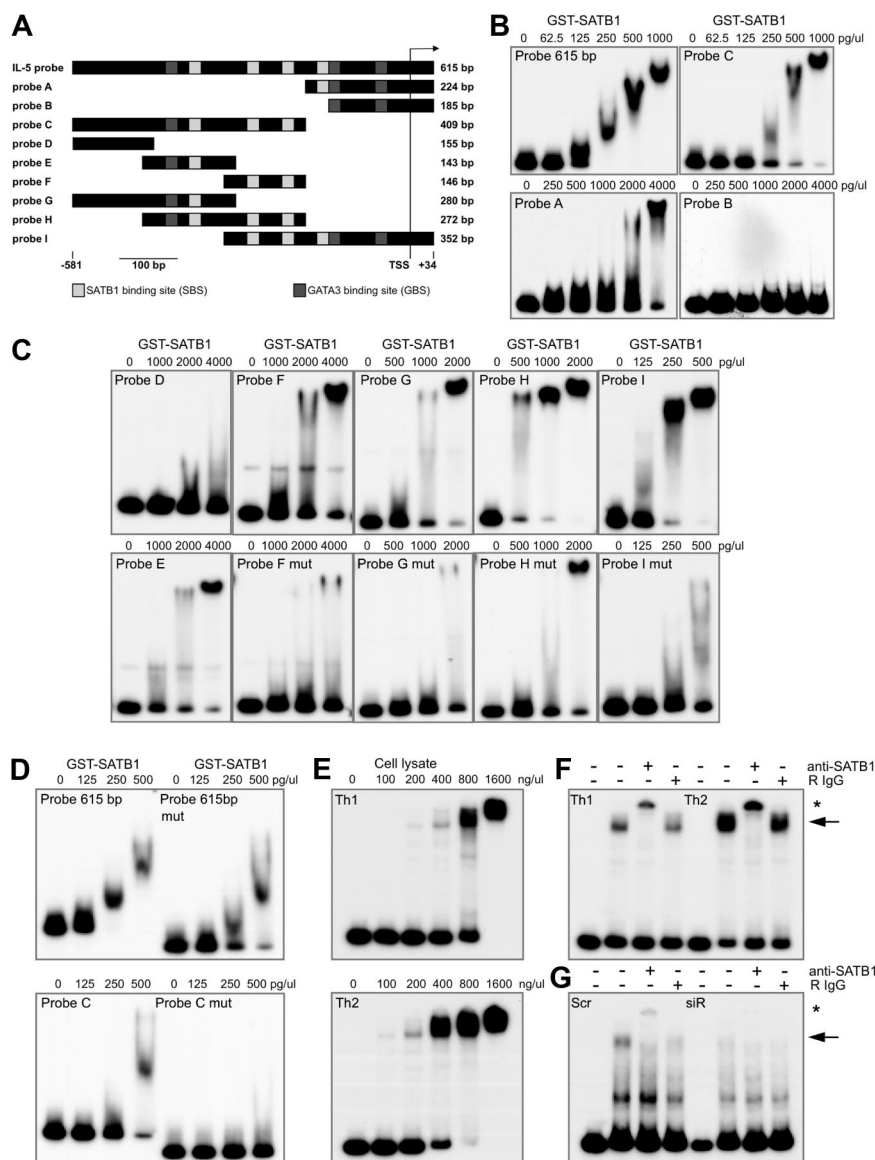 A
IL-5 probe 615 bp
probe A 224 bp
probe B 185 bp
probe C 409 bp
probe D 155 bp
probe E 143 bp
probe F 146 bp
probe G 280 bp
probe H 272 bp
probe I 352 bp
-581 100 bp TSS +34
SATB1 binding site (SBS) GATA3 binding site (GBS)
B
GST-SATB1 GST-SATB1
0 62.5 125 250 500 1000 0 62.5 125 250 500 1000 pg/ul
Probe 615 bp Probe C
0 250 500 1000 2000 4000 0 250 500 1000 2000 4000 pg/ul
Probe A Probe B
C
GST-SATB1 GST-SATB1 GST-SATB1 GST-SATB1 GST-SATB1
0 1000 2000 4000 0 1000 2000 4000 0 500 1000 2000 0 500 1000 2000 0 125 250 500 pg/ul
Probe D Probe F Probe G Probe H Probe I
0 1000 2000 4000 0 1000 2000 4000 0 500 1000 2000 0 500 1000 2000 0 125 250 500 pg/ul
Probe E Probe F mut Probe G mut Probe H mut Probe I mut
D
GST-SATB1 GST-SATB1
0 125 250 500 0 125 250 500 pg/ul
Probe 615 bp Probe 615bp
mut
0 125 250 500 0 125 250 500 pg/ul
Probe C Probe C mut
E
Cell lysate
0 100 200 400 800 1600 ng/ul
Th1
0 100 200 400 800 1600 ng/ul
Th2
F
- - + - - - + - anti-SATB1
- - - + - - - + R IgG
Th1 Th2 *
G
- - + - - - + - anti-SATB1
- - - + - - - + R IgG
Scr siR *